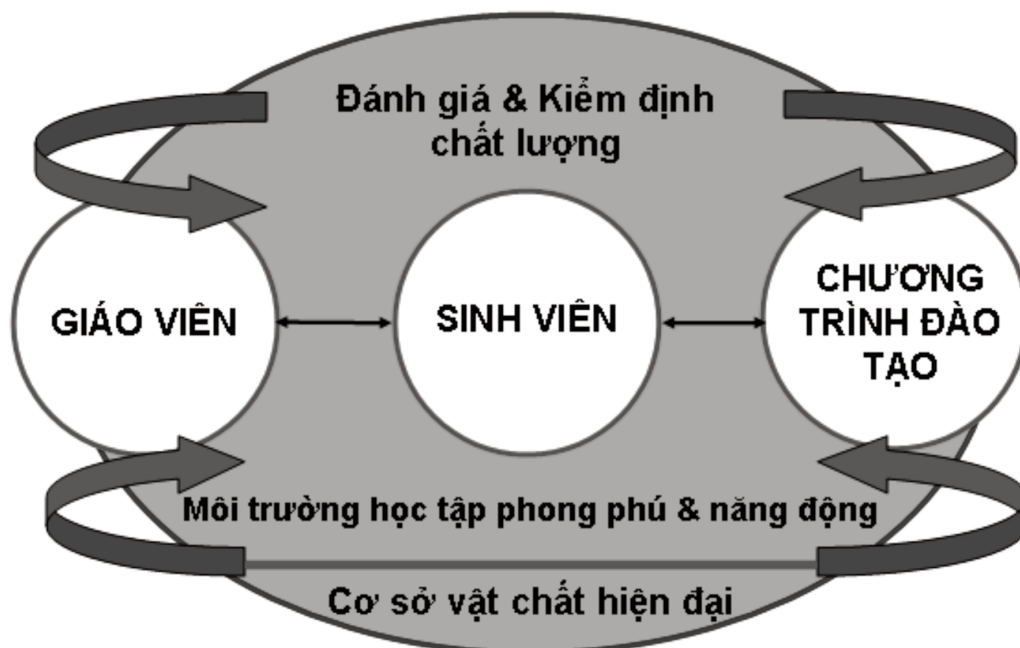 Đánh giá & Kiểm định
chất lượng
GIÁO VIÊN
SINH VIÊN
CHƯƠNG
TRÌNH ĐÀO
TẠO
Môi trường học tập phong phú & năng động
Cơ sở vật chất hiện đại